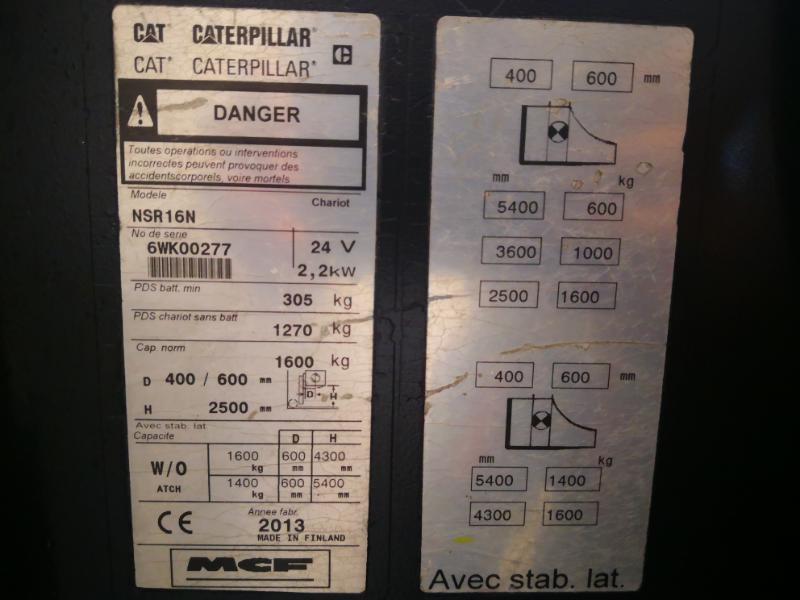 CAT CATERPILLAR
CAT CATERPILLAR
DANGER
Toutes operations ou interventions
incorrectes peuvent provoquer des
accidentscorporels, voire mortels
Modele Chariot
NSR16N
No de serie
6WK00277 24 V
2,2kW
PDS batt. min
305 kg
PDS chariot sans batt
1270 kg
Cap. norm
1600 kg
D 400 / 600 mm
D H
H 2500 mm
Avec stab. lat
Capacite D H
W/O ATCH
1600 kg 600 mm 4300 mm
1400 kg 600 mm 5400 mm
CE
Annee fabr.
2013
MADE IN FINLAND
MCF
400 600 mm
mm kg
5400 600
3600 1000
2500 1600
400 600 mm
mm kg
5400 1400
4300 1600
Avec stab. lat.